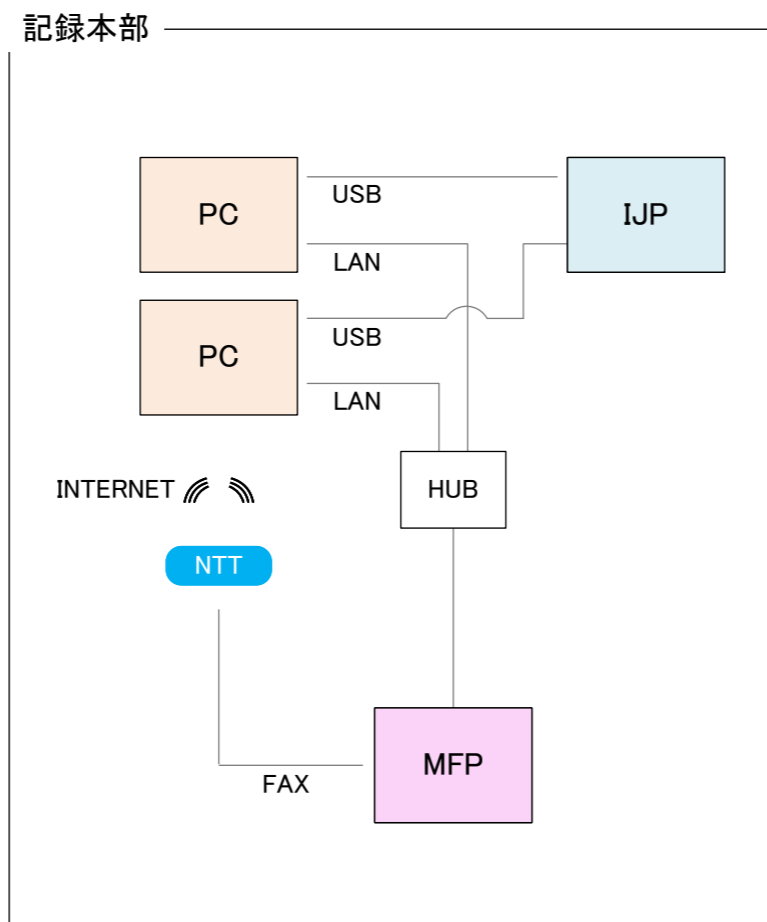 記録本部
PC
USB
IJP
LAN
PC
USB
LAN
INTERNET
HUB
NTT
MFP
FAX